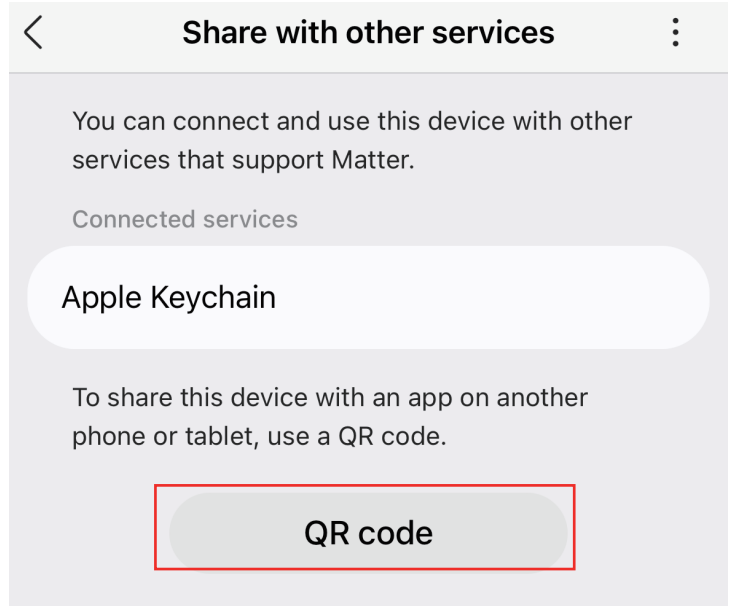 Share with other services
You can connect and use this device with other
services that support Matter.
Connected services
Apple Keychain
To share this device with an app on another
phone or tablet, use a QR code.
QR code